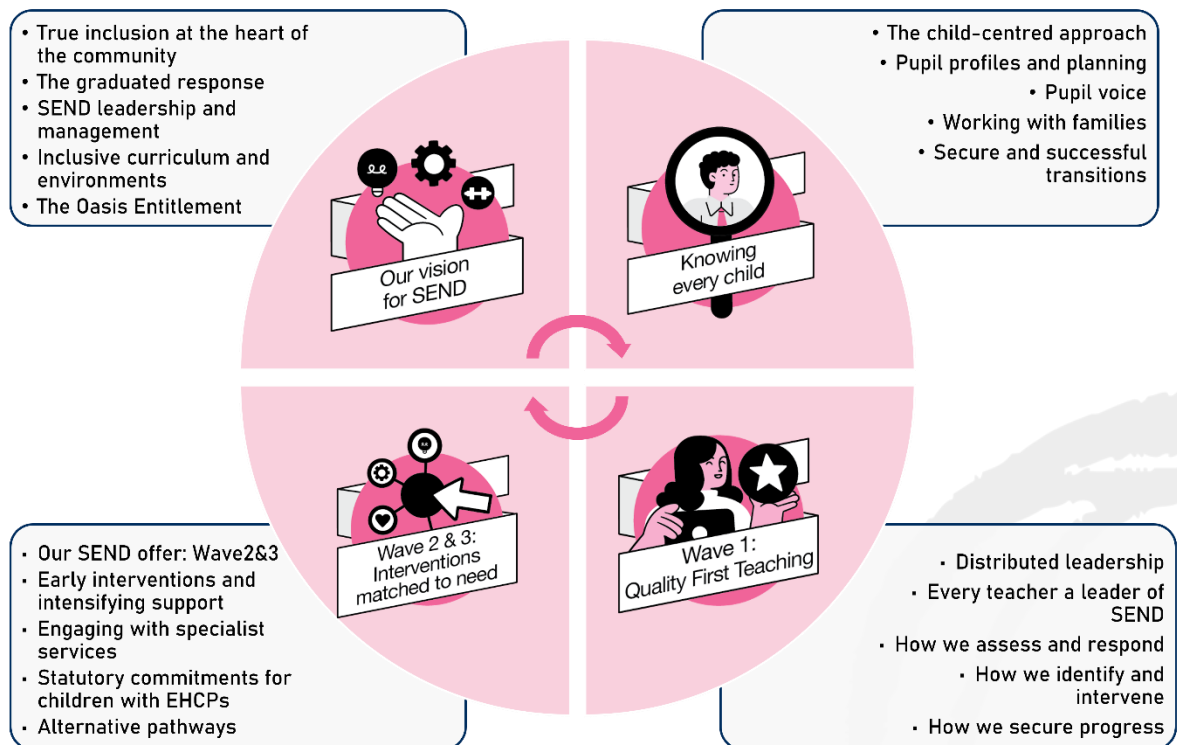 • True inclusion at the heart of
the community
• The graduated response
• SEND leadership and
management
• Inclusive curriculum and
environments
• The Oasis Entitlement
• The child-centred approach
• Pupil profiles and planning
• Pupil voice
• Working with families
• Secure and successful
transitions
Our vision
for SEND
Knowing
every child
Wave 2 & 3:
Interventions
matched to need
Wave 1:
Quality First Teaching
▪ Our SEND offer: Wave2&3
▪ Early interventions and
intensifying support
▪ Engaging with specialist
services
▪ Statutory commitments for
children with EHCPs
▪ Alternative pathways
▪ Distributed leadership
▪ Every teacher a leader of
SEND
▪ How we assess and respond
▪ How we identify and
intervene
▪ How we secure progress